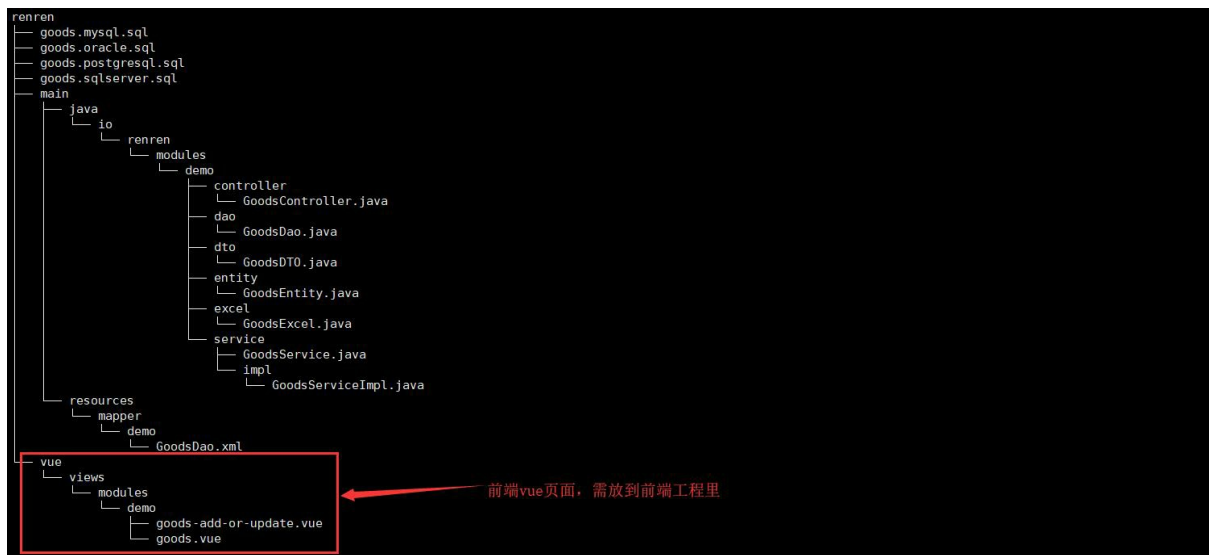 renren
├── goods.mysql.sql
├── goods.oracle.sql
├── goods.postgresql.sql
├── goods.sqlserver.sql
├── main
java
io
renren
modules
demo
controller
GoodsController.java
dao
GoodsDao.java
dto
GoodsDTO.java
entity
GoodsEntity.java
excel
GoodsExcel.java
service
GoodsService.java
impl
GoodsServiceImpl.java
resources
mapper
demo
GoodsDao.xml
vue
views
modules 前端vue页面，需放到前端工程里
demo
goods-add-or-update.vue
goods.vue